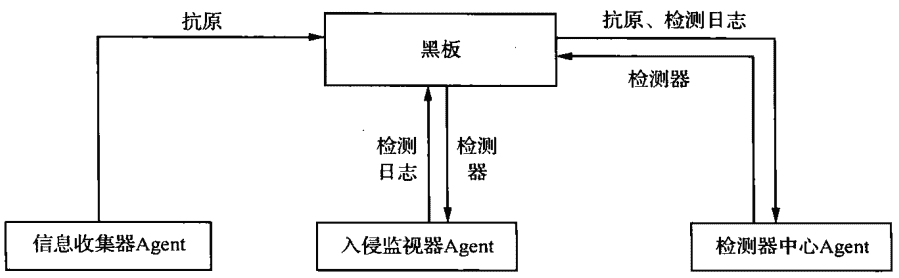 抗原
黑板
抗原、检测日志
检测器
检测
日志
检测
器
信息收集器Agent
入侵监视器Agent
检测器中心Agent